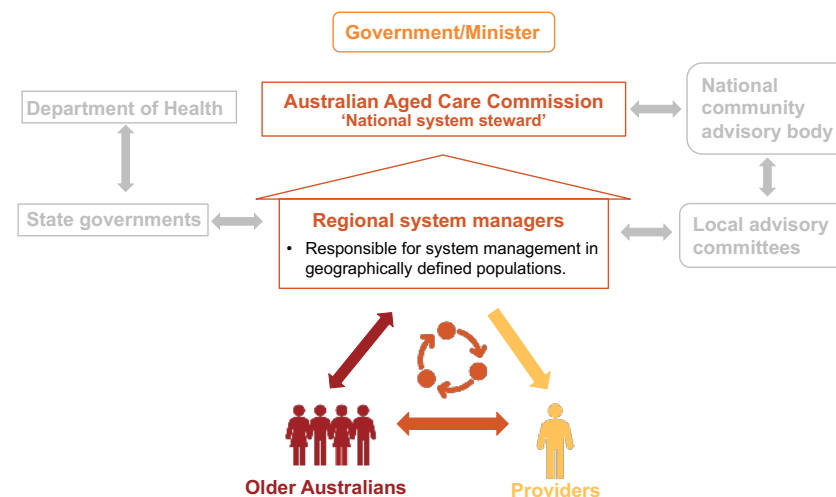 Government/Minister
Australian Aged Care Commission
‘National system steward’
Department of Health
National
community
advisory body
State governments
Regional system managers
• Responsible for system management in
geographically defined populations.
Local advisory
committees
Older Australians
Providers